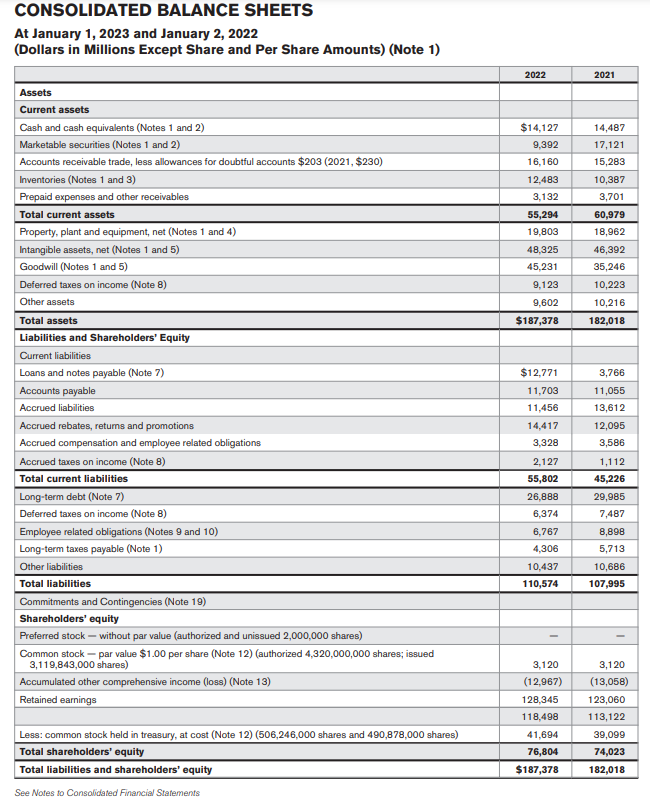 CONSOLIDATED BALANCE SHEETS
At January 1, 2023 and January 2, 2022
(Dollars in Millions Except Share and Per Share Amounts) (Note 1)
2022 2021
Assets
Current assets
Cash and cash equivalents (Notes 1 and 2) $14,127 14,487
Marketable securities (Notes 1 and 2) 9,392 17,121
Accounts receivable trade, less allowances for doubtful accounts $203 (2021, $230) 16,160 15,283
Inventories (Notes 1 and 3) 12,483 10,387
Prepaid expenses and other receivables 3,132 3,701
Total current assets 55,294 60,979
Property, plant and equipment, net (Notes 1 and 4) 19,803 18,962
Intangible assets, net (Notes 1 and 5) 48,325 46,392
Goodwill (Notes 1 and 5) 45,231 35,246
Deferred taxes on income (Note 8) 9,123 10,223
Other assets 9,602 10,216
Total assets $187,378 182,018
Liabilities and Shareholders' Equity
Current liabilities
Loans and notes payable (Note 7) $12,771 3,766
Accounts payable 11,703 11,055
Accrued liabilities 11,456 13,612
Accrued rebates, returns and promotions 14,417 12,095
Accrued compensation and employee related obligations 3,328 3,586
Accrued taxes on income (Note 8) 2,127 1,112
Total current liabilities 55,802 45,226
Long-term debt (Note 7) 26,888 29,985
Deferred taxes on income (Note 8) 6,374 7,487
Employee related obligations (Notes 9 and 10) 6,767 8,898
Long-term taxes payable (Note 1) 4,306 5,713
Other liabilities 10,437 10,686
Total liabilities 110,574 107,995
Commitments and Contingencies (Note 19)
Shareholders' equity
Preferred stock — without par value (authorized and unissued 2,000,000 shares) — —
Common stock — par value $1.00 per share (Note 12) (authorized 4,320,000,000 shares; issued
3,119,843,000 shares) 3,120 3,120
Accumulated other comprehensive income (loss) (Note 13) (12,967) (13,058)
Retained earnings 128,345 123,060
118,498 113,122
Less: common stock held in treasury, at cost (Note 12) (506,246,000 shares and 490,878,000 shares) 41,694 39,099
Total shareholders' equity 76,804 74,023
Total liabilities and shareholders' equity $187,378 182,018
See Notes to Consolidated Financial Statements